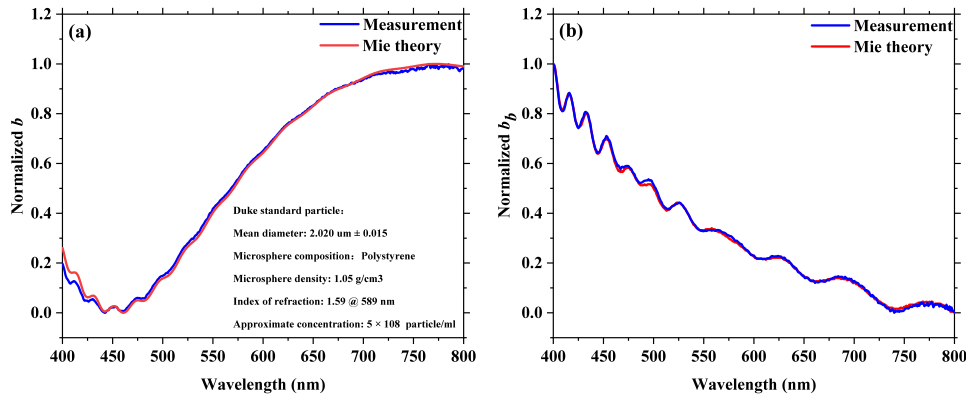 (a)
Measurement
Mie theory
Normalized b
1.2
1.0
0.8
0.6
0.4
0.2
0.0
Duke standard particle：
Mean diameter: 2.020 um ± 0.015
Microsphere composition： Polystyrene
Microsphere density: 1.05 g/cm3
Index of refraction: 1.59 @ 589 nm
Approximate concentration: 5 × 108 particle/ml
400 450 500 550 600 650 700 750 800
Wavelength (nm)
(b)
Measurement
Mie theory
Normalized bb
1.2
1.0
0.8
0.6
0.4
0.2
0.0
400 450 500 550 600 650 700 750 800
Wavelength (nm)